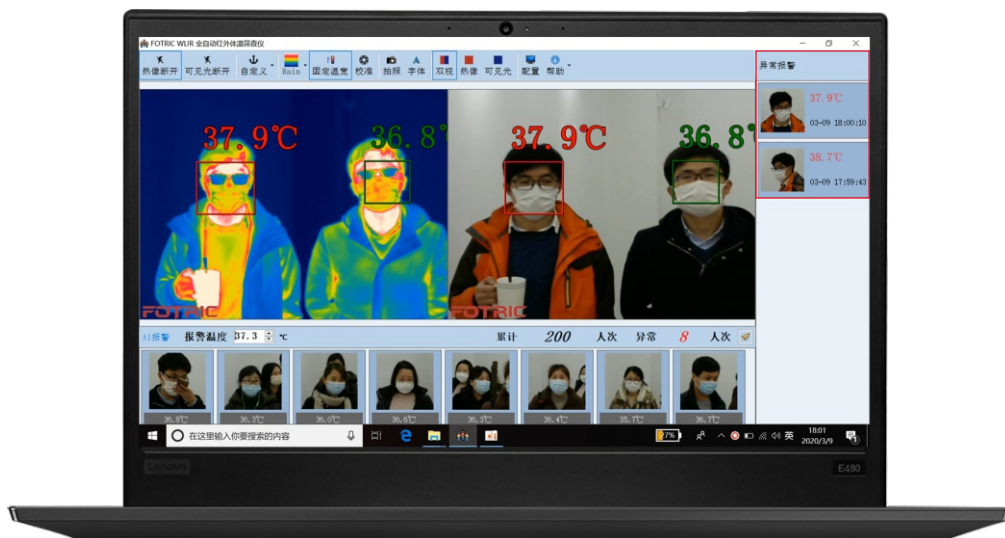 FOTRIC WLIR 全自动红外体温筛查仪
热像断开 可见光断开 自定义 Rain 固定温宽 校准 拍照 字体 双视 热像 可见光 配置 帮助
异常报警
37.9℃
03-09 18:00:10
38.7℃
03-09 17:59:43
37.9℃ 36.8 37.9℃ 36.8°
FOTRIC FOTRIC
AI报警 报警温度 37.3 ℃ 累计 200 人次 异常 8 人次
36.8℃ 36.3℃ 36.0℃ 36.6℃ 36.3℃ 36.4℃ 35.7℃ 36.7℃
在这里输入你要搜索的内容
27% 英 18:01
2020/3/9
Lenovo E480